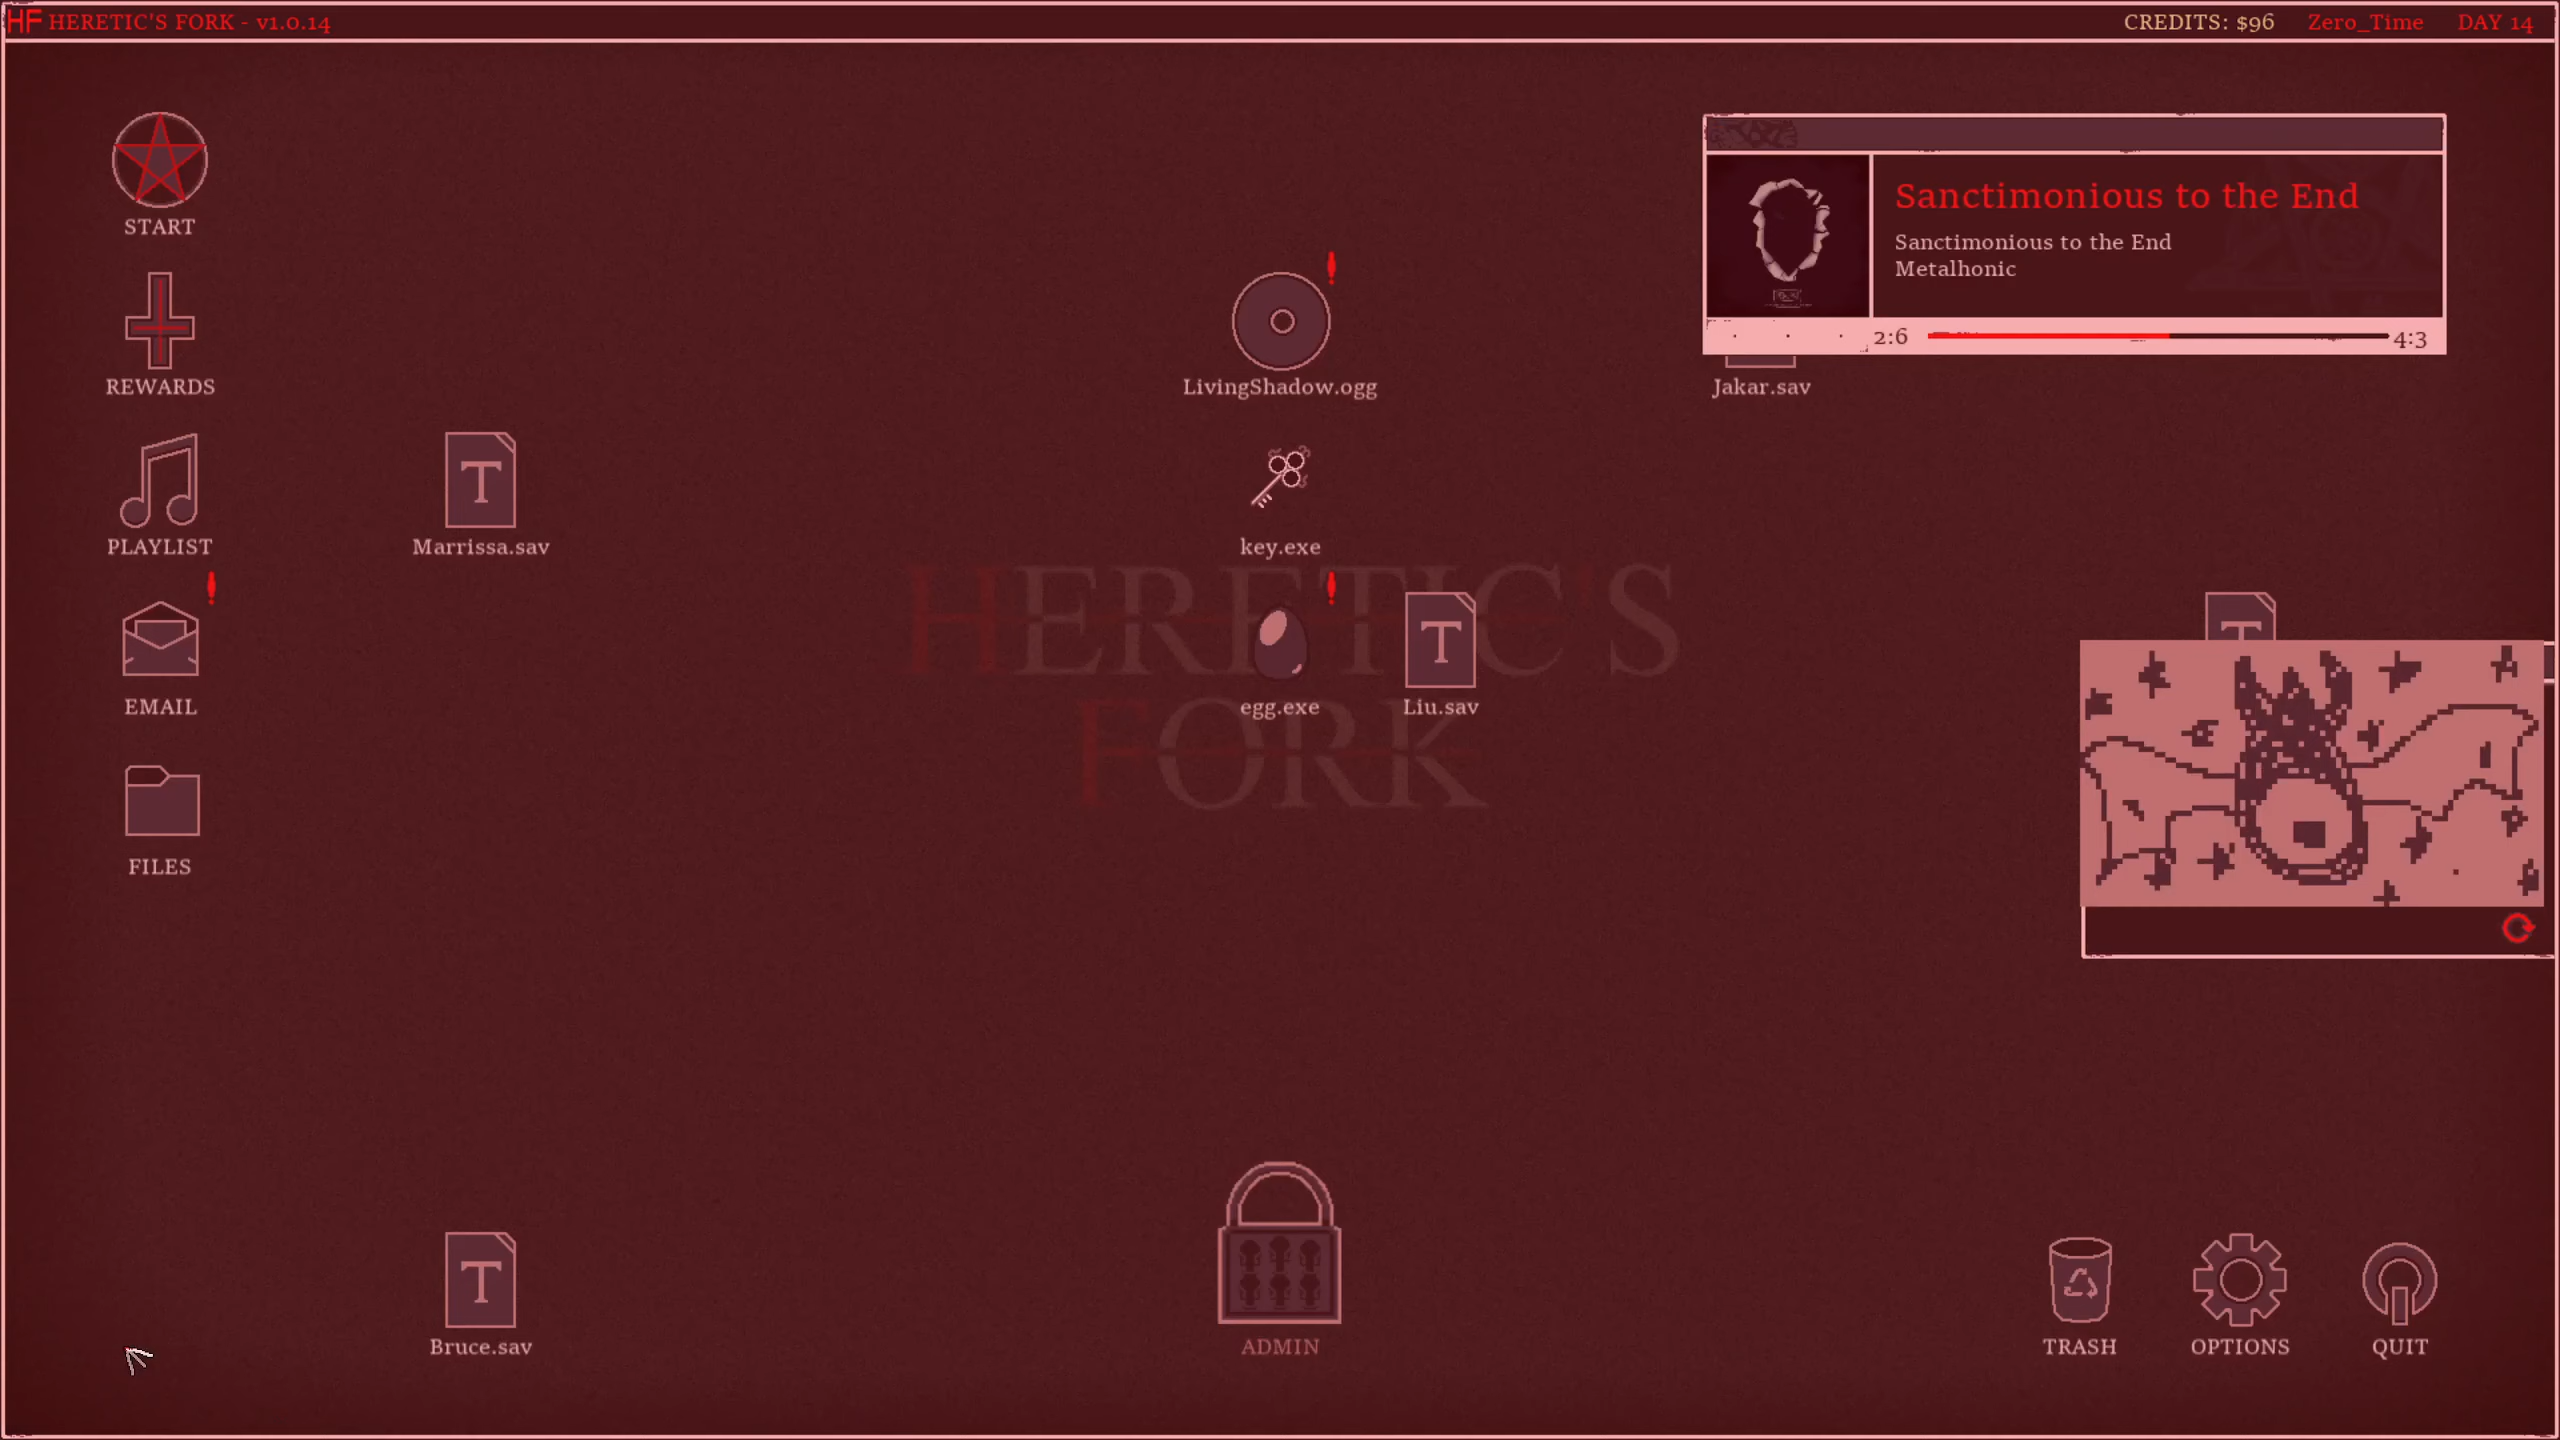 HF HERETIC'S FORK - v1.0.14
CREDITS: $96 Zero_Time DAY 14
START
REWARDS
PLAYLIST
EMAIL
FILES
Marrissa.sav
Bruce.sav
LivingShadow.ogg
key.exe
egg.exe
T
Liu.sav
T
T
HERETIC'S
FORK
ADMIN
Sanctimonious to the End
Sanctimonious to the End
Metalhonic
2:6 4:3
Jakar.sav
T
TRASH
OPTIONS
QUIT